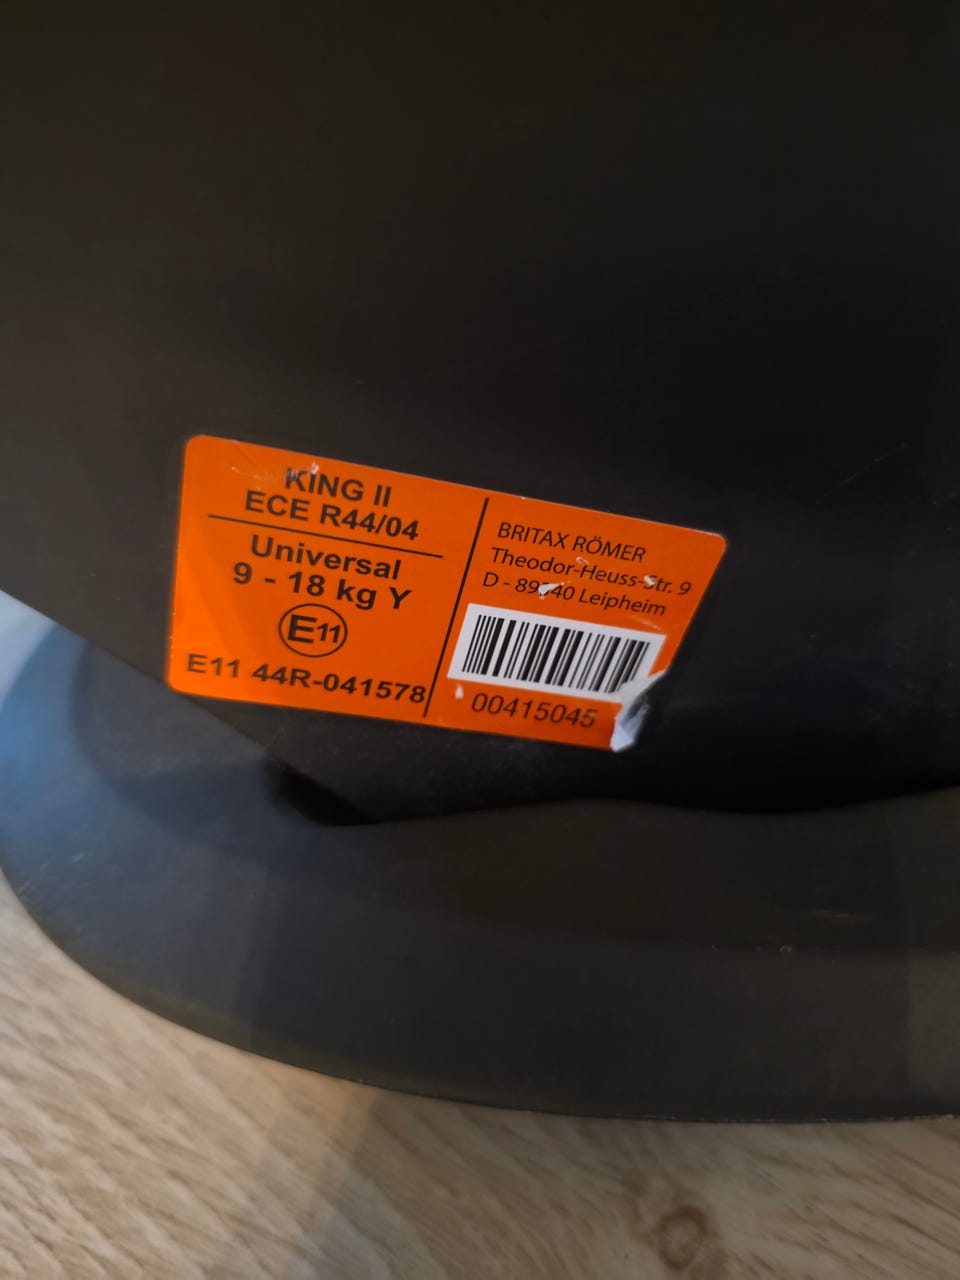 KING II
ECE R44/04
Universal
9 - 18 kg Y
E11
E11 44R-041578
BRITAX RÖMER
Theodor-Heuss-Str. 9
D - Leipheim
00415045